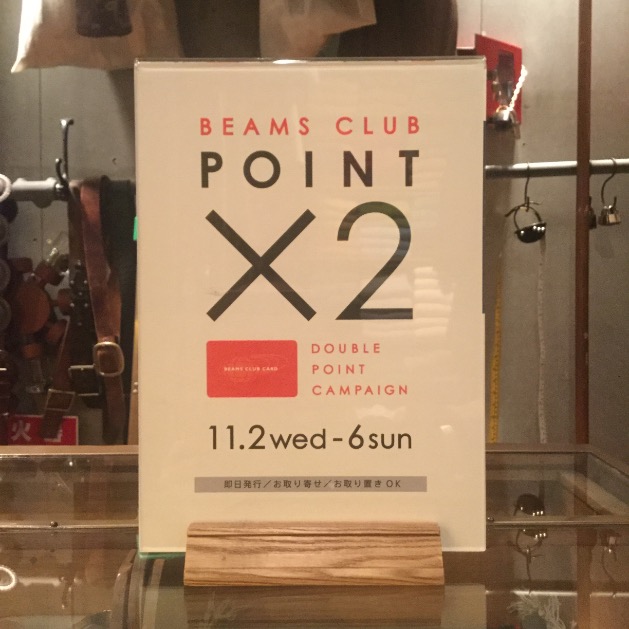 BEAMS CLUB
POINT
×2
BEAMS CLUB CARD
DOUBLE
POINT
CAMPAIGN
11.2wed-6sun
即日発行／お取り寄せ／お取り置きOK
火